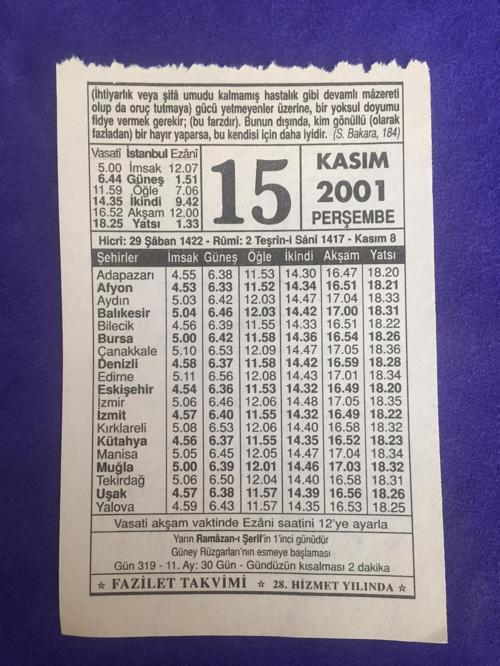 (İhtiyarlık veya şifâ umudu kalmamış hastalık gibi devamlı mâzereti
olup da oruç tutmaya) gücü yetmeyenler üzerine, bir yoksul doyumu
fidye vermek gerekir; (bu farzdır). Bunun dışında, kim gönüllü (olarak
fazladan) bir hayır yaparsa, bu kendisi için daha iyidir. (S. Bakara, 184)
Vasatî İstanbul Ezânî
5.00 İmsak 12.07
6.44 Güneş 1.51
11.59 Öğle 7.06
14.35 İkindi 9.42
16.52 Akşam 12.00
18.25 Yatsı 1.33
15
KASIM
2001
PERŞEMBE
Hicrî: 29 Şâban 1422 - Rûmî: 2 Teşrîn-i Sânî 1417 - Kasım 8
Şehirler İmsak Güneş Öğle İkindi Akşam Yatsı
Adapazarı 4.55 6.38 11.53 14.30 16.47 18.20
Afyon 4.53 6.33 11.52 14.34 16.51 18.21
Aydın 5.03 6.42 12.03 14.47 17.04 18.33
Balıkesir 5.04 6.46 12.03 14.42 17.00 18.31
Bilecik 4.56 6.39 11.55 14.33 16.51 18.22
Bursa 5.00 6.42 11.58 14.36 16.54 18.26
Çanakkale 5.10 6.53 12.09 14.47 17.05 18.36
Denizli 4.58 6.37 11.58 14.42 16.59 18.28
Edirne 5.11 6.56 12.08 14.43 17.01 18.34
Eskişehir 4.54 6.36 11.53 14.32 16.49 18.20
İzmir 5.06 6.46 12.06 14.48 17.05 18.35
İzmit 4.57 6.40 11.55 14.32 16.49 18.22
Kırklareli 5.08 6.53 12.06 14.40 16.58 18.32
Kütahya 4.56 6.37 11.55 14.35 16.52 18.23
Manisa 5.05 6.45 12.05 14.47 17.04 18.34
Muğla 5.00 6.39 12.01 14.46 17.03 18.32
Tekirdağ 5.06 6.50 12.04 14.40 16.58 18.31
Uşak 4.57 6.38 11.57 14.39 16.56 18.26
Yalova 4.59 6.43 11.57 14.35 16.53 18.25
Vasati akşam vaktinde Ezâni saatini 12'ye ayarla
Yarın Ramâzan-ı Şerif'in 1'inci günüdür
Güney Rüzgarları'nın esmeye başlaması
Gün 319 - 11. Ay: 30 Gün - Gündüzün kısalması 2 dakika
★ FAZİLET TAKVİMİ ★ 28. HİZMET YILINDA ★